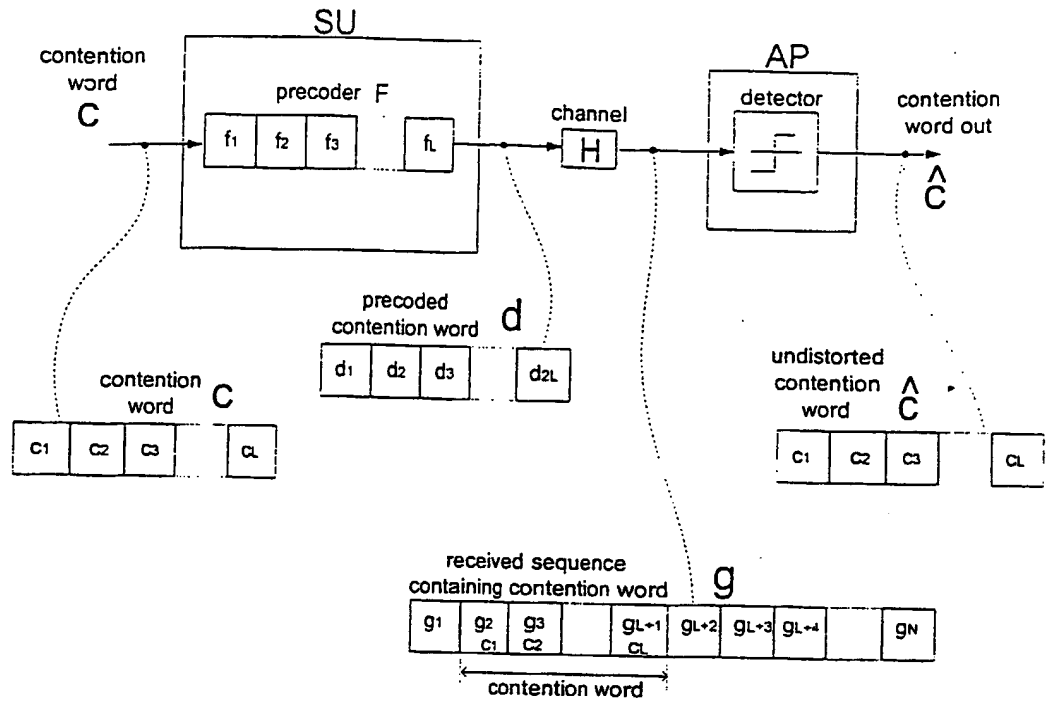 SU
AP
contention
word
C
precoder F
f1 f2 f3 fL
channel
H
detector
contention
word out
Ĉ
precoded
contention word d
d1 d2 d3 d2L
contention
word C
c1 c2 c3 cL
undistorted
contention
word Ĉ
c1 c2 c3 cL
received sequence
containing contention word g
g1 g2 g3 gL+1 gL+2 gL+3 gL+4 gN
c1 c2 cL
contention word